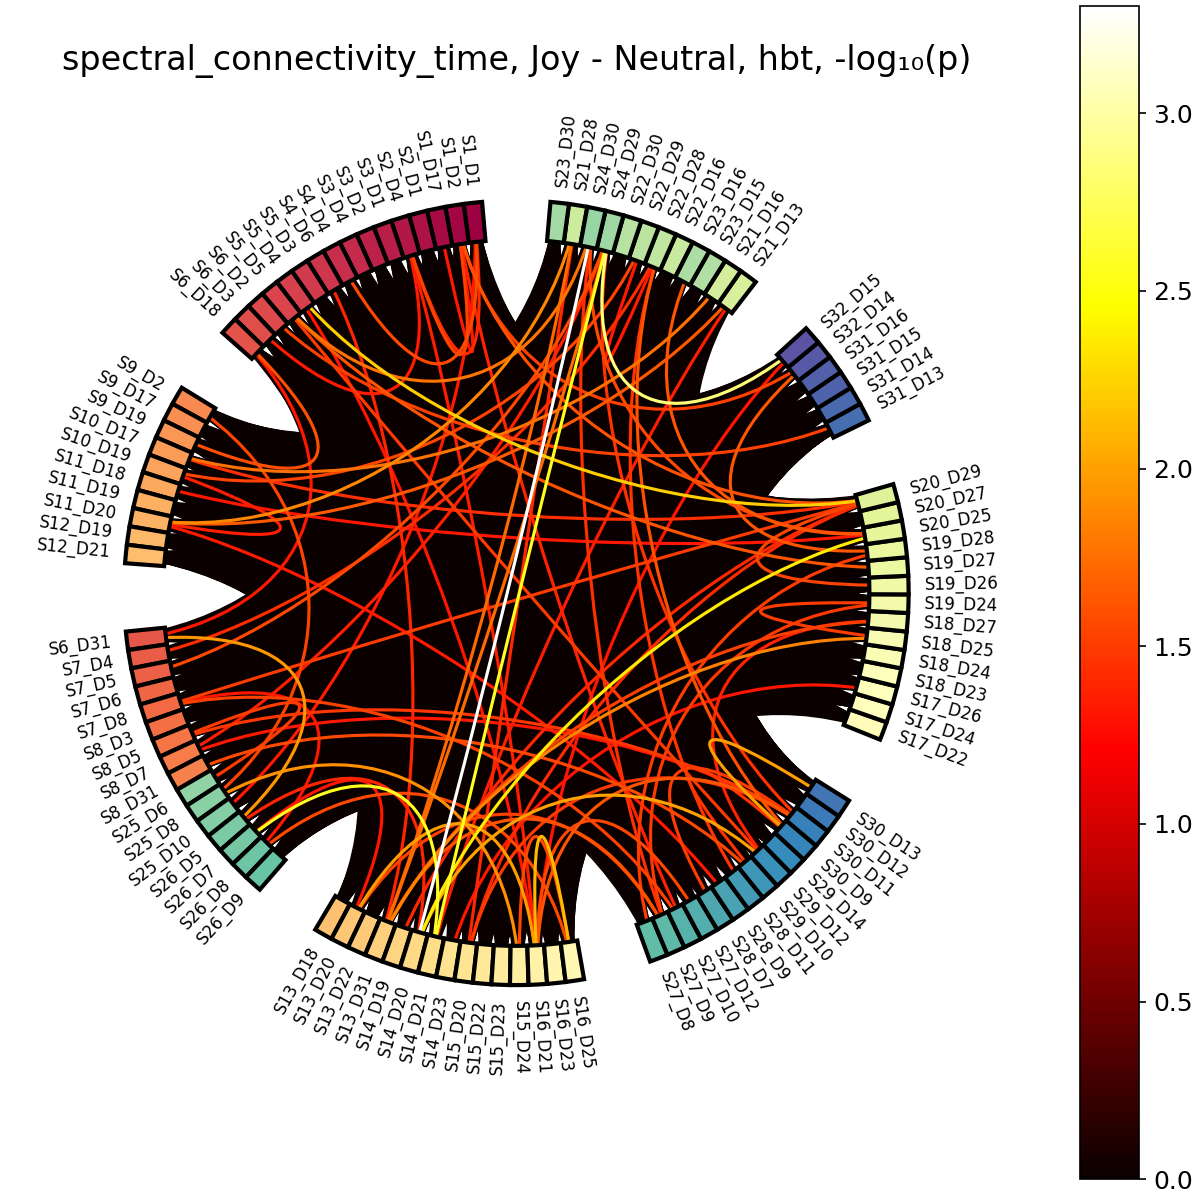 spectral_connectivity_time, Joy - Neutral, hbt, -log₁₀(p)
S1_D1
S1_D2
S1_D17
S2_D1
S2_D4
S3_D1
S3_D2
S3_D4
S4_D4
S4_D6
S5_D3
S5_D4
S5_D5
S6_D2
S6_D3
S6_D18
S9_D2
S9_D17
S9_D19
S10_D17
S10_D19
S11_D18
S11_D19
S11_D20
S12_D19
S12_D21
S6_D31
S7_D4
S7_D5
S7_D6
S7_D8
S8_D3
S8_D5
S8_D7
S8_D31
S25_D6
S25_D8
S25_D10
S26_D5
S26_D7
S26_D8
S26_D9
S13_D18
S13_D20
S13_D22
S13_D31
S14_D19
S14_D20
S14_D21
S14_D23
S15_D20
S15_D22
S15_D23
S15_D24
S16_D21
S16_D23
S16_D25
S27_D8
S27_D9
S27_D10
S27_D12
S28_D7
S28_D9
S28_D11
S29_D10
S29_D12
S29_D14
S30_D9
S30_D11
S30_D12
S30_D13
S17_D22
S17_D24
S17_D26
S18_D23
S18_D24
S18_D25
S18_D27
S19_D24
S19_D26
S19_D27
S19_D28
S20_D25
S20_D27
S20_D29
S31_D13
S31_D14
S31_D15
S31_D16
S32_D14
S32_D15
S21_D13
S21_D16
S23_D15
S23_D16
S22_D16
S22_D28
S22_D29
S22_D30
S24_D29
S24_D30
S21_D28
S23_D30
3.0
2.5
2.0
1.5
1.0
0.5
0.0